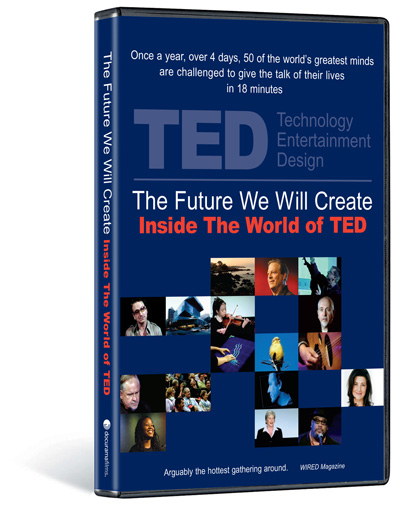 Once a year, over 4 days, 50 of the world's greatest minds
are challenged to give the talk of their lives
in 18 minutes
TED
Technology
Entertainment
Design
The Future We Will Create
Inside The World of TED
Arguably the hottest gathering around. WIRED Magazine
The Future We Will Create Inside The World of TED
docuramafilms.